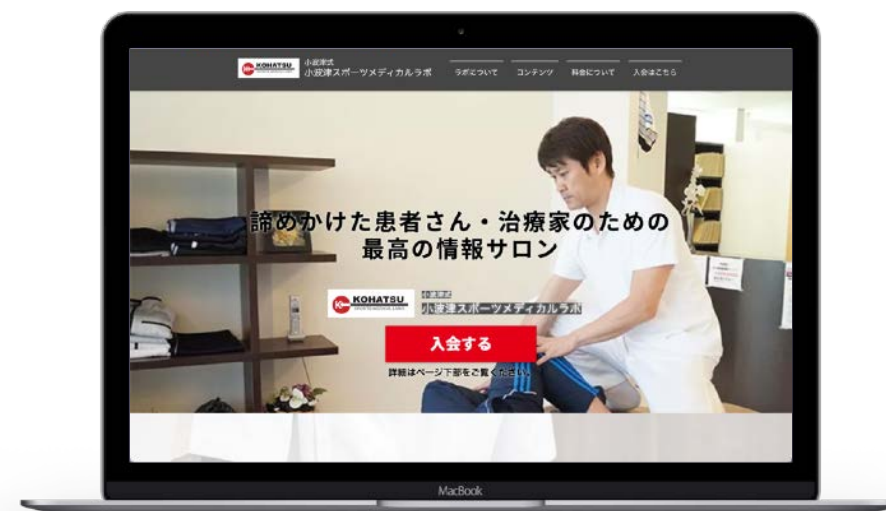 KOHATSU
小波津式
小波津スポーツメディカルラボ
ラボについて
コンテンツ
料金について
入会はこちら
諦めかけた患者さん・治療家のための
最高の情報サロン
KOHATSU
SPORTS MEDICAL LABO
小波津式
小波津スポーツメディカルラボ
入会する
詳細はページ下部をご覧ください。
MacBook